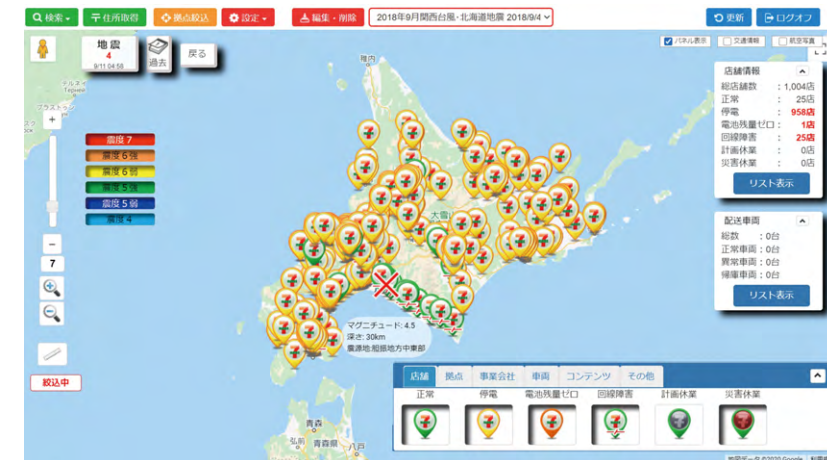 検索
住所取得
拠点絞込
設定
編集・削除
2018年9月関西台風・北海道地震 2018/9/4
更新
ログオフ
地震
4
9/11 04:58
過去
戻る
パネル表示
交通情報
航空写真
稚内
震度7
震度6強
震度6弱
震度5強
震度5弱
震度4
7
絞込中
大雪山
マグニチュード: 4.5
深さ: 30km
震源地:胆振地方中東部
青森
弘前
青森県
八戸
店舗情報
総店舗数 : 1,004店
正常 : 25店
停電 : 958店
電池残量ゼロ : 1店
回線障害 : 25店
計画休業 : 0店
災害休業 : 0店
リスト表示
配送車両
総数 : 0台
正常車両 : 0台
異常車両 : 0台
帰庫車両 : 0台
リスト表示
店舗 拠点 事業会社 車両 コンテンツ その他
正常 停電 電池残量ゼロ 回線障害 計画休業 災害休業